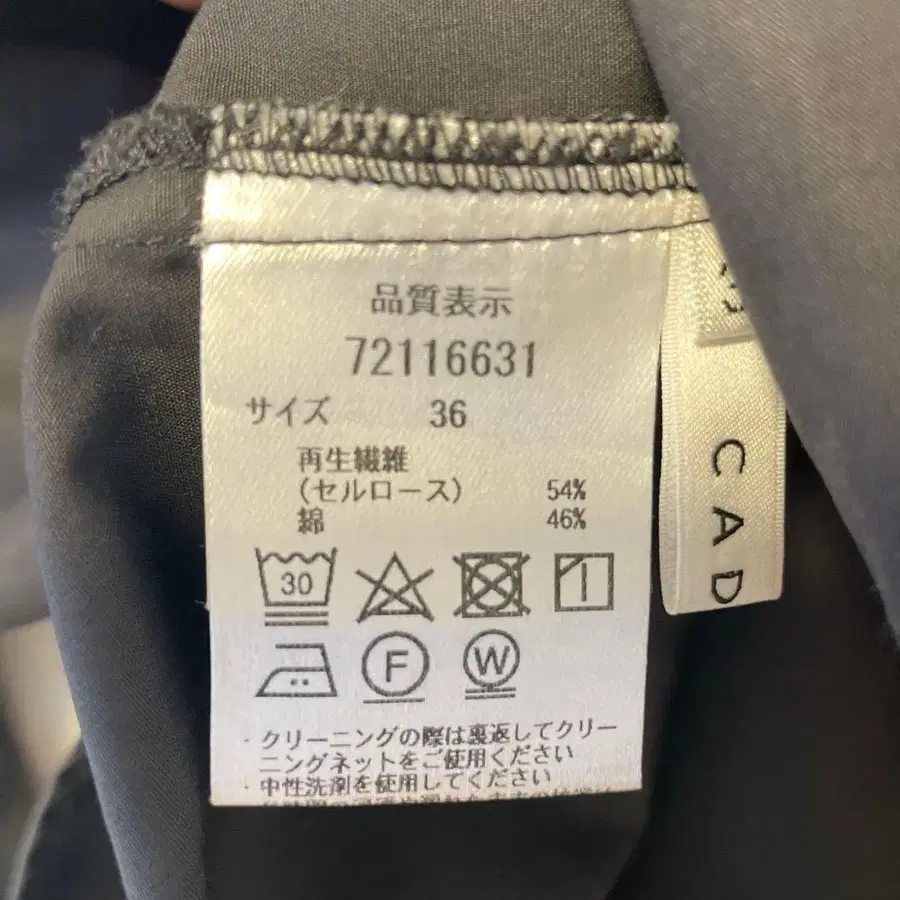 品質表示
72116631
サイズ 36
再生繊維
(セルロース) 54%
綿 46%
30
F
W
・クリーニングの際は裏返してクリー
ニングネットをご使用ください
・中性洗剤を使用してください
CAD